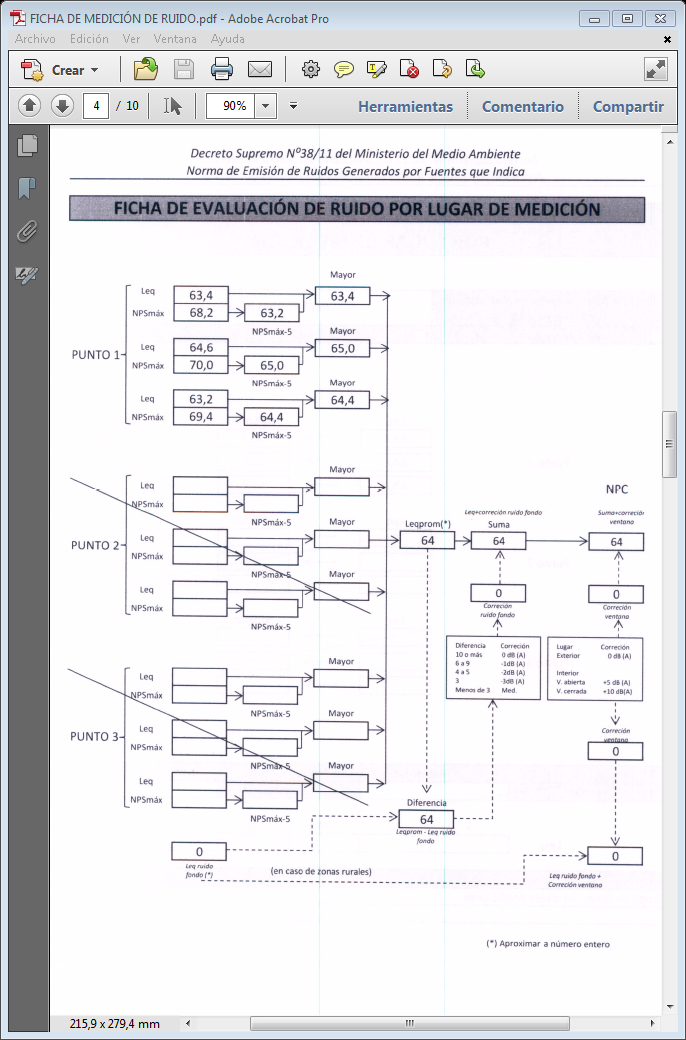 FICHA DE MEDICIÓN DE RUIDO.pdf - Adobe Acrobat Pro
Archivo Edición Ver Ventana Ayuda
Crear
4 / 10 90% Herramientas Comentario Compartir
Decreto Supremo Nº38/11 del Ministerio del Medio Ambiente
Norma de Emisión de Ruidos Generados por Fuentes que Indica
FICHA DE EVALUACIÓN DE RUIDO POR LUGAR DE MEDICIÓN
PUNTO 1
Mayor
Leq 63,4 63,4
NPSmáx 68,2 63,2
NPSmáx-5
Mayor
Leq 64,6 65,0
NPSmáx 70,0 65,0
NPSmáx-5
Mayor
Leq 63,2 64,4
NPSmáx 69,4 64,4
NPSmáx-5
PUNTO 2
Mayor
Leq
NPSmáx
NPSmáx-5
Mayor
Leq
NPSmáx
NPSmáx-5
Mayor
Leq
NPSmáx
NPSmáx-5
PUNTO 3
Mayor
Leq
NPSmáx
NPSmáx-5
Mayor
Leq
NPSmáx
NPSmáx-5
Mayor
Leq
NPSmáx
NPSmáx-5
NPC
Leq+correción ruido fondo
Suma+correción
ventana
Leqprom(*) Suma
64 64 64
0 0
Correción
ruido fondo
Correción
ventana
Diferencia Correción
10 o más 0 dB (A)
6 a 9 -1dB (A)
4 a 5 -2dB (A)
3 -3dB (A)
Menos de 3 Med.
Lugar Correción
Exterior 0 dB (A)
Interior
V. abierta +5 dB (A)
V. cerrada +10 dB(A)
Correción
ventana
0
Diferencia
64
Leqprom - Leq ruido
fondo
0
Leq ruido
fondo (*)
(en caso de zonas rurales)
0
Leq ruido fondo +
Correción ventana
(*) Aproximar a número entero
215,9 x 279,4 mm